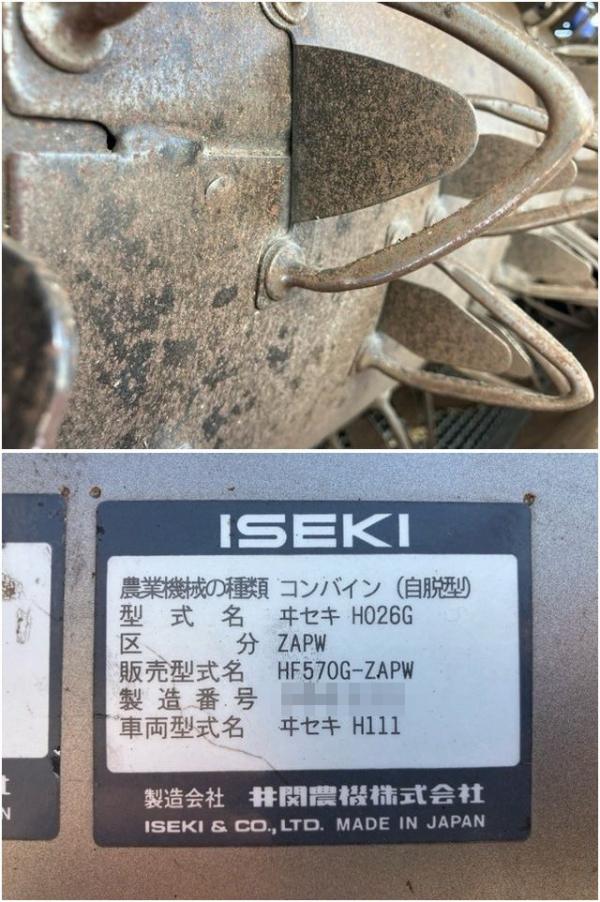 ISEKI
農業機械の種類 コンバイン (自脱型)
型式名 ヰセキ HO26G
区分 ZAPW
販売型式名 HF570G-ZAPW
製造番号
車両型式名 ヰセキ H111
製造会社 井関農機株式会社
ISEKI & CO.,LTD. MADE IN JAPAN